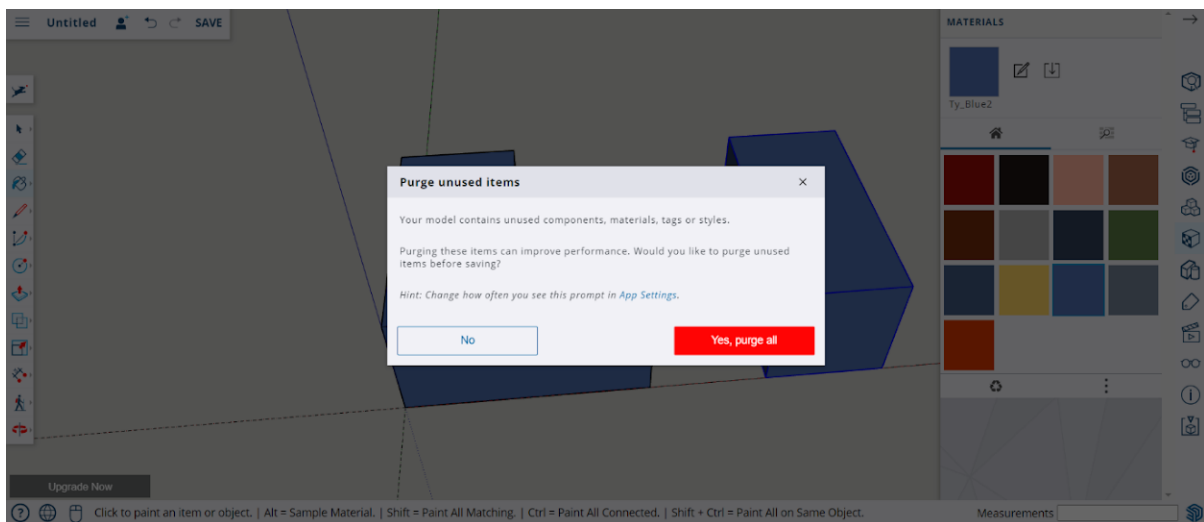 Untitled
SAVE
MATERIALS
Ty_Blue2
Purge unused items
Your model contains unused components, materials, tags or styles.
Purging these items can improve performance. Would you like to purge unused
items before saving?
Hint: Change how often you see this prompt in App Settings.
No
Yes, purge all
Upgrade Now
Click to paint an item or object. | Alt = Sample Material. | Shift = Paint All Matching. | Ctrl = Paint All Connected. | Shift + Ctrl = Paint All on Same Object.
Measurements